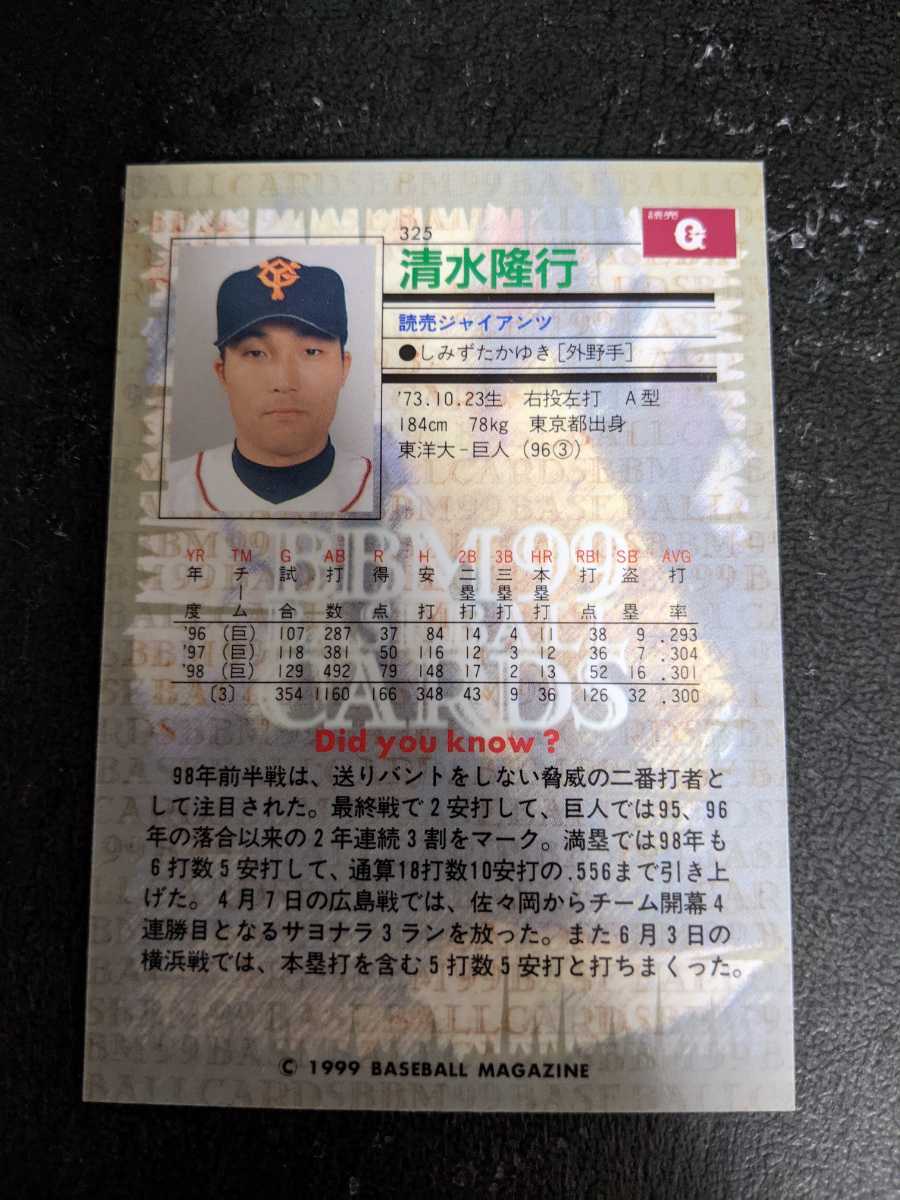 325
読売
G
清水隆行
YG
読売ジャイアンツ
●しみずたかゆき[外野手]
'73.10.23生 右投左打 A型
184cm 78kg 東京都出身
東洋大-巨人(96③)
BBM 99
BASEBALL
CARDS
YR TM G AB R H 2B 3B HR RBI SB AVG
年度 チーム 試合 打数 得点 安打 二塁打 三塁打 本塁打 打点 盗塁 打率
'96 (巨) 107 287 37 84 14 4 11 38 9 .293
'97 (巨) 118 381 50 116 12 3 12 36 7 .304
'98 (巨) 129 492 79 148 17 2 13 52 16 .301
(3) 354 1160 166 348 43 9 36 126 32 .300
Did you know?
98年前半戦は、送りバントをしない脅威の二番打者と
して注目された。最終戦で2安打して、巨人では95、96
年の落合以来の2年連続3割をマーク。満塁では98年も
6打数5安打して、通算18打数10安打の.556まで引き上
げた。4月7日の広島戦では、佐々岡からチーム開幕4
連勝目となるサヨナラ3ランを放った。また6月3日の
横浜戦では、本塁打を含む5打数5安打と打ちまくった。
© 1999 BASEBALL MAGAZINE